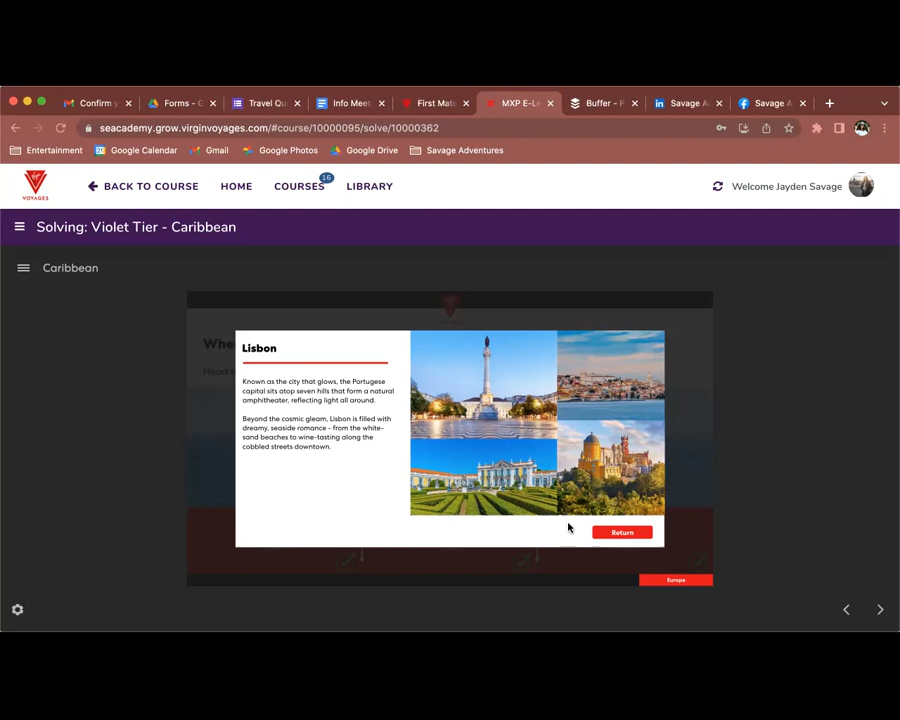 Confirm y
Forms - G
Travel Qu
Info Meet
First Mate
MXP E-Le
Buffer - P
Savage A
Savage A
seacademy.grow.virginvoyages.com/#course/10000095/solve/10000362
Entertainment
Google Calendar
Gmail
Google Photos
Google Drive
Savage Adventures
VOYAGES
BACK TO COURSE
HOME
COURSES
16
LIBRARY
Welcome Jayden Savage
Solving: Violet Tier - Caribbean
Caribbean
Lisbon
Known as the city that glows, the Portugese
capital sits atop seven hills that form a natural
amphitheater, reflecting light all around.
Beyond the cosmic gleam, Lisbon is filled with
dreamy, seaside romance - from the white-
sand beaches to wine-tasting along the
cobbled streets downtown.
Return
Europe